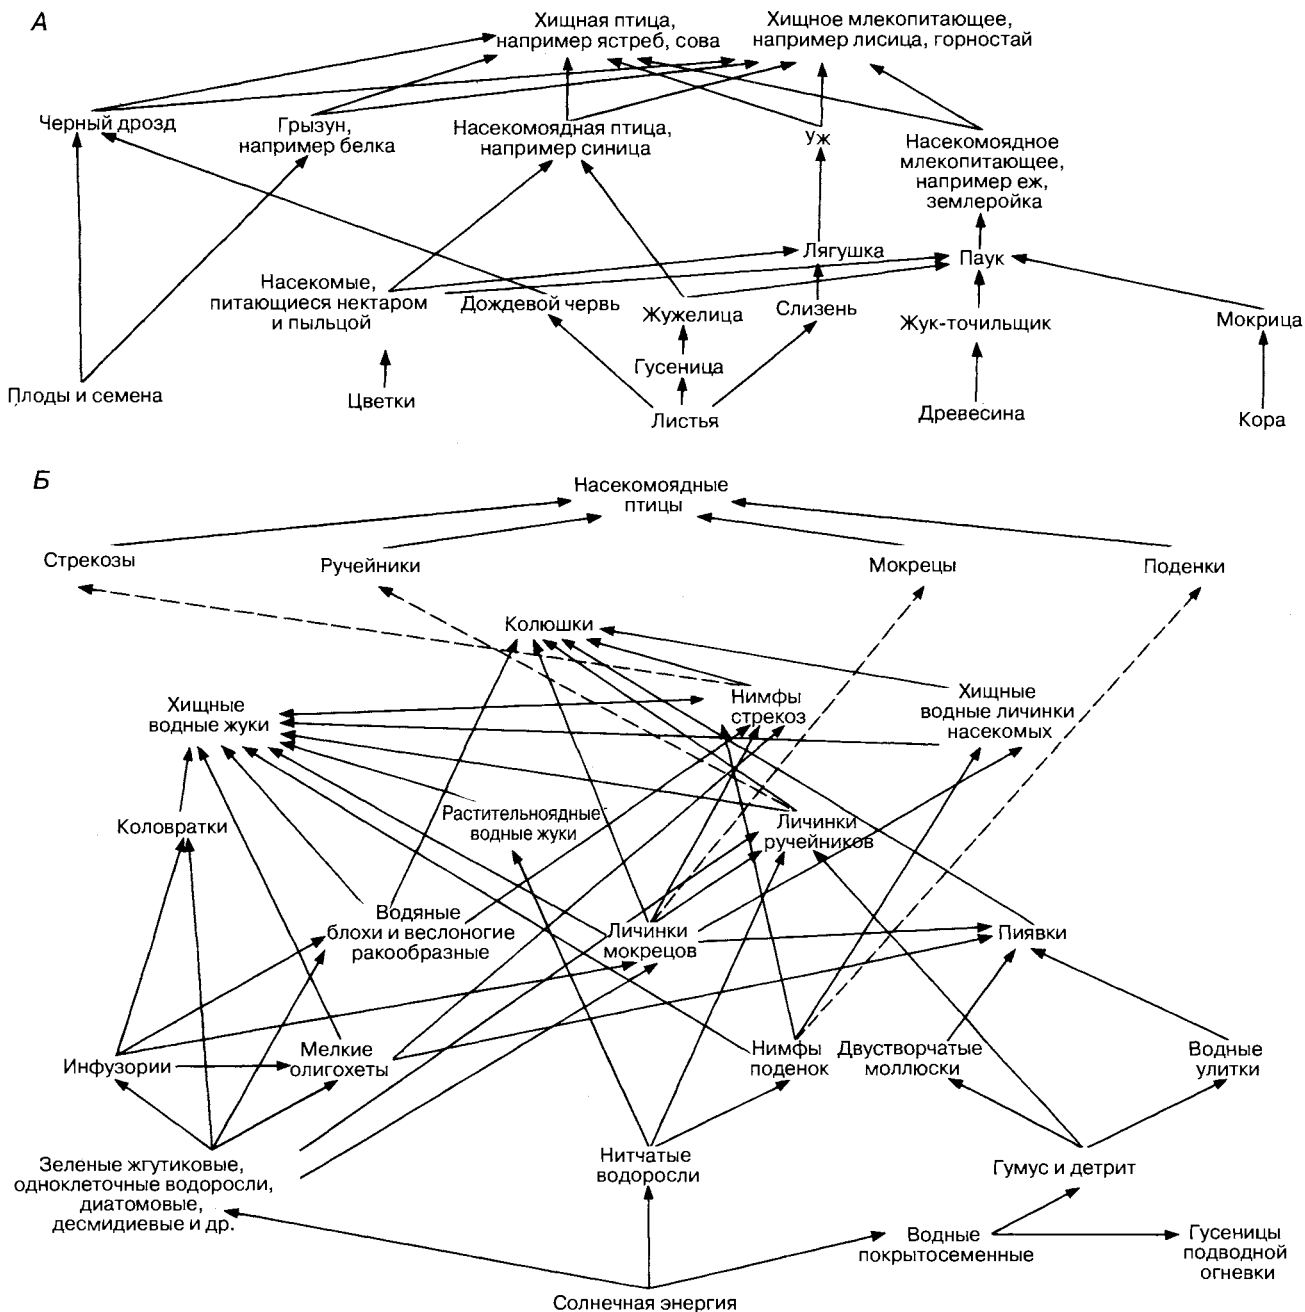 А
Хищная птица,
например ястреб, сова
Хищное млекопитающее,
например лисица, горностай
Черный дрозд
Грызун,
например белка
Насекомоядная птица,
например синица
Уж
Насекомоядное
млекопитающее,
например еж,
землеройка
Лягушка
Паук
Насекомые,
питающиеся нектаром
и пыльцой
Дождевой червь
Жужелица
Слизень
Жук-точильщик
Мокрица
Гусеница
Плоды и семена
Цветки
Листья
Древесина
Кора
Б
Насекомоядные
птицы
Стрекозы
Ручейники
Мокрецы
Поденки
Колюшки
Хищные
водные жуки
Нимфы
стрекоз
Хищные
водные личинки
насекомых
Коловратки
Растительноядные
водные жуки
Личинки
ручейников
Водяные
блохи и веслоногие
ракообразные
Личинки
мокрецов
Пиявки
Инфузории
Мелкие
олигохеты
Нимфы
поденок
Двустворчатые
моллюски
Водные
улитки
Зеленые жгутиковые,
одноклеточные водоросли,
диатомовые,
десмидиевые и др.
Нитчатые
водоросли
Гумус и детрит
Водные
покрытосеменные
Гусеницы
подводной
огневки
Солнечная энергия